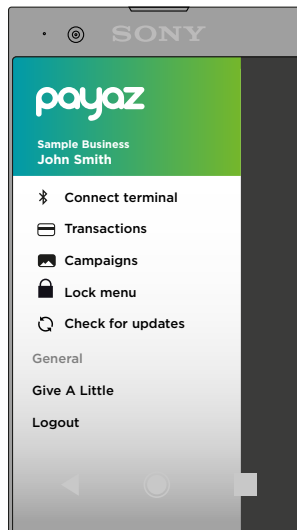 SONY
payaz
Sample Business
John Smith
Connect terminal
Transactions
Campaigns
Lock menu
Check for updates
General
Give A Little
Logout